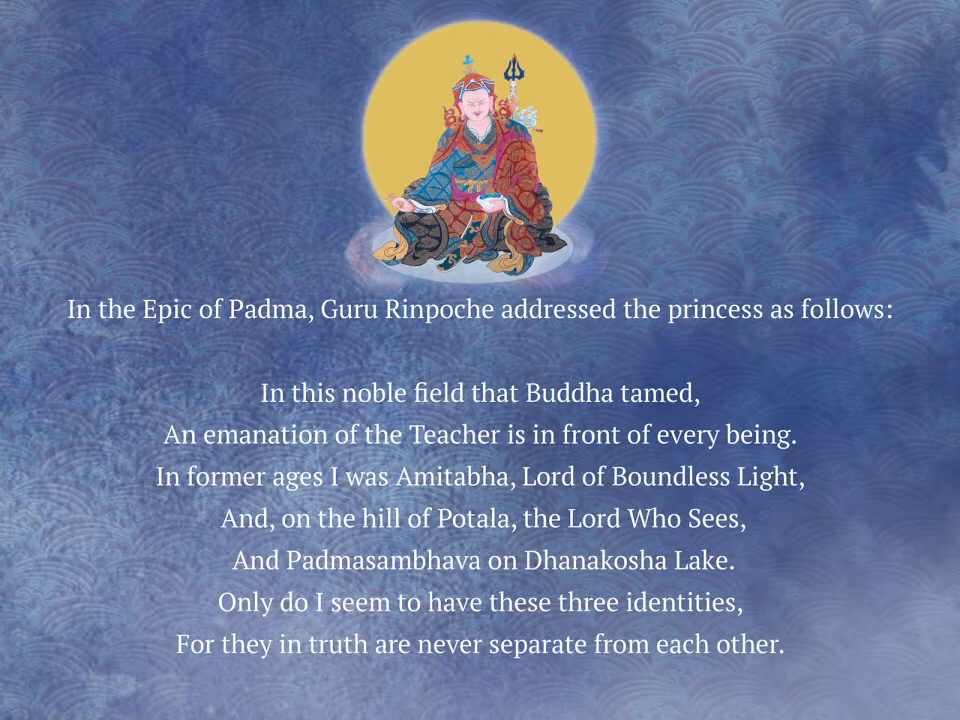 In the Epic of Padma, Guru Rinpoche addressed the princess as follows:
In this noble field that Buddha tamed,
An emanation of the Teacher is in front of every being.
In former ages I was Amitabha, Lord of Boundless Light,
And, on the hill of Potala, the Lord Who Sees,
And Padmasambhava on Dhanakosha Lake.
Only do I seem to have these three identities,
For they in truth are never separate from each other.